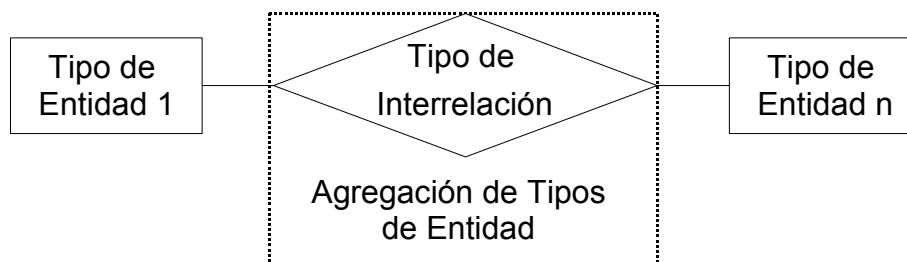 Tipo de
Entidad 1
Tipo de
Interrelación
Tipo de
Entidad n
Agregación de Tipos
de Entidad